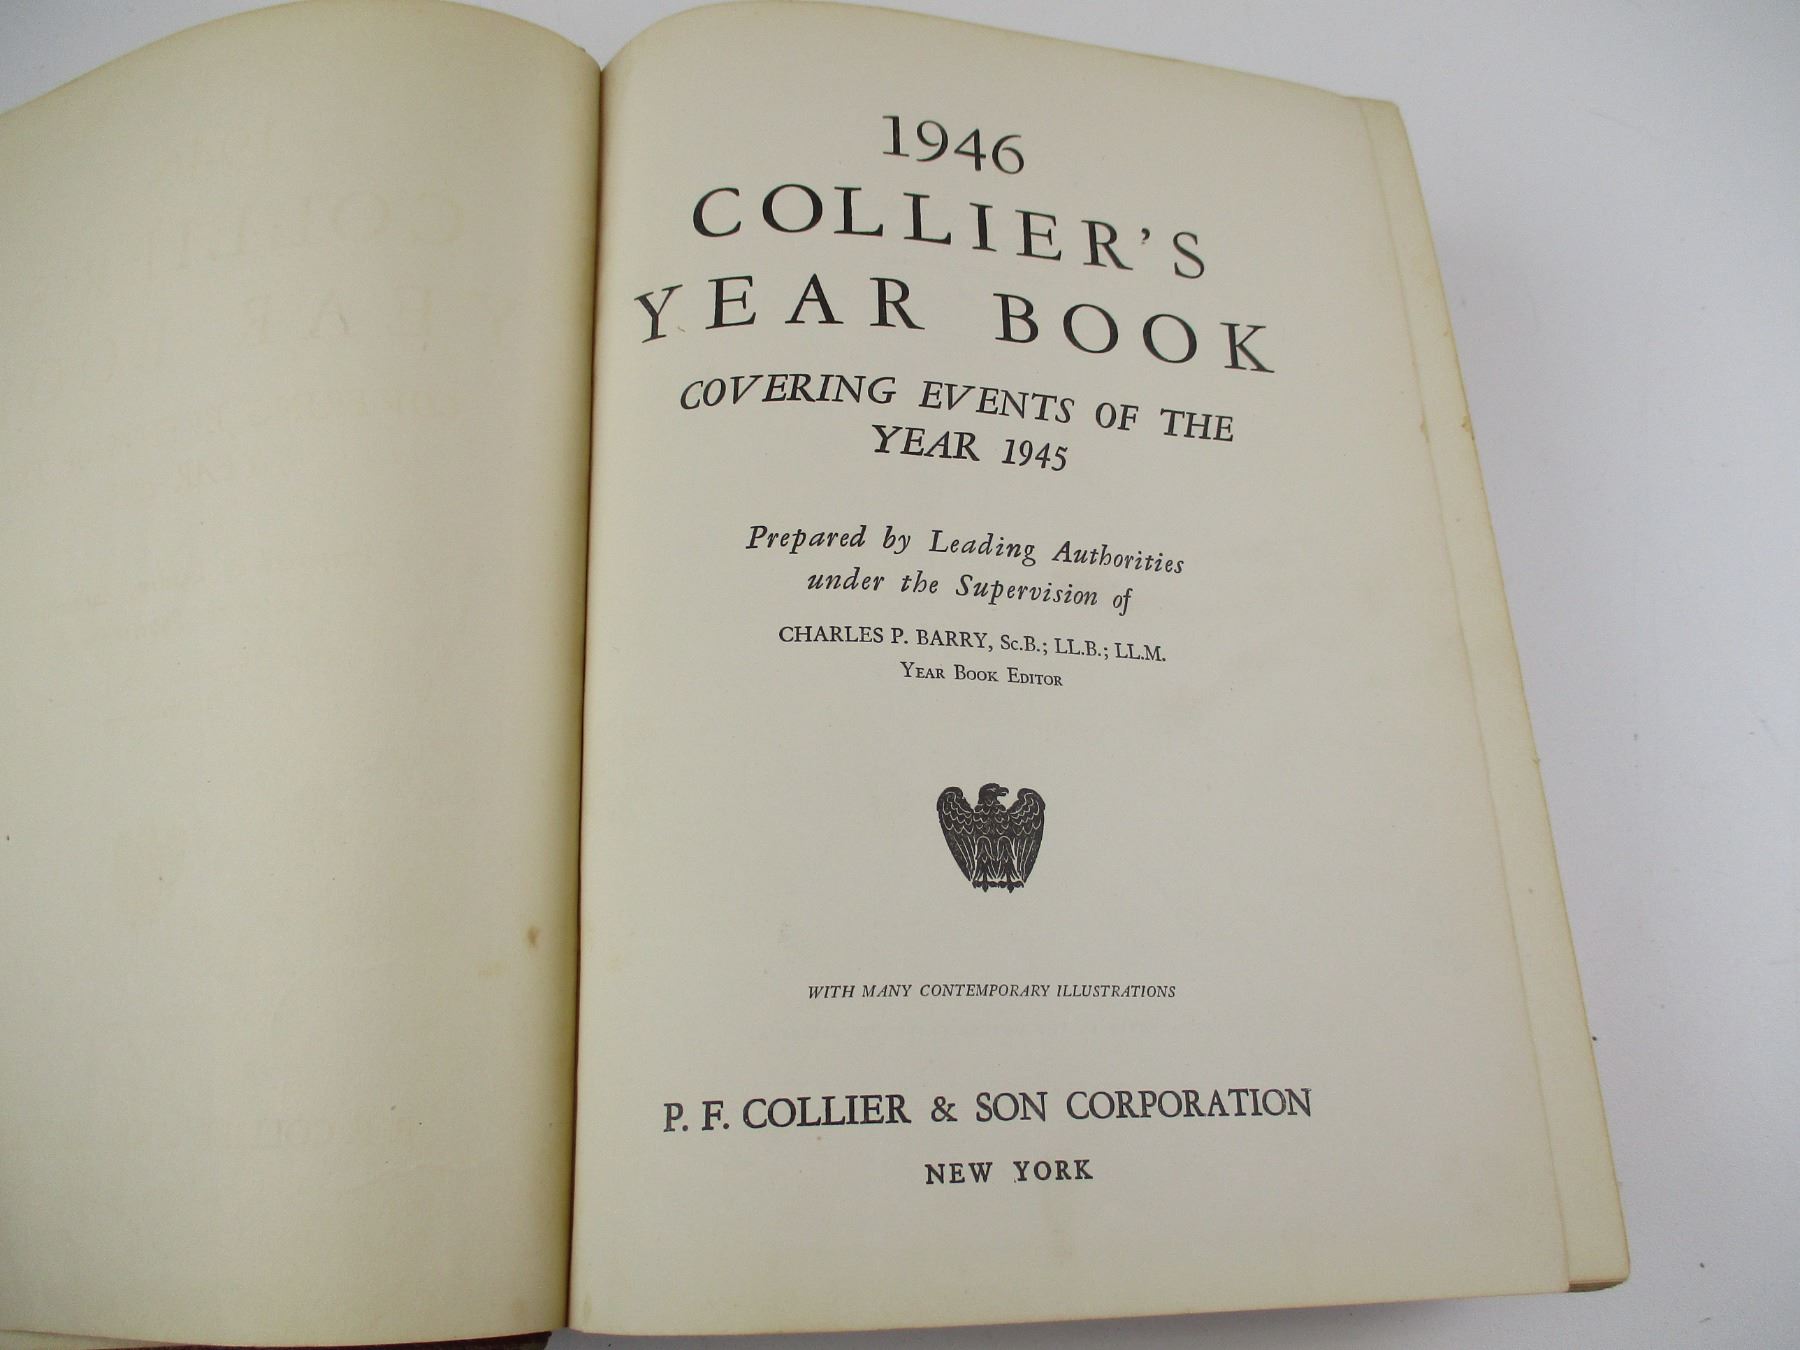 1946
COLLIER'S
YEAR BOOK
COVERING EVENTS OF THE
YEAR 1945
Prepared by Leading Authorities
under the Supervision of
CHARLES P. BARRY, Sc.B.; LL.B.; LL.M.
YEAR BOOK EDITOR
WITH MANY CONTEMPORARY ILLUSTRATIONS
P. F. COLLIER & SON CORPORATION
NEW YORK